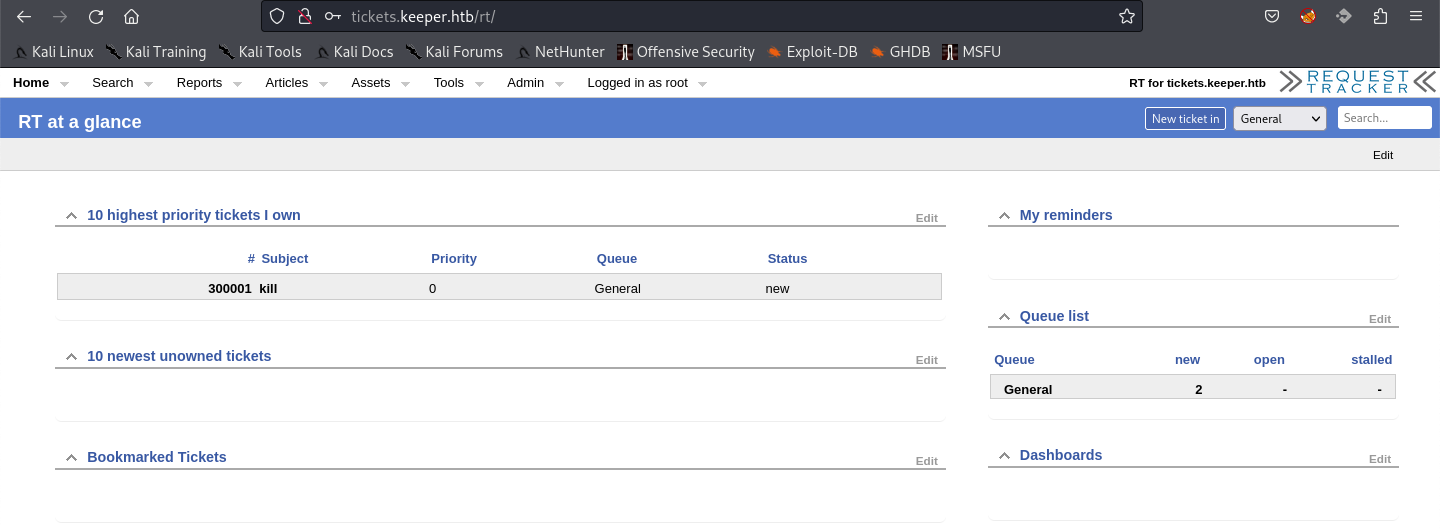 tickets.keeper.htb/rt/
Kali Linux Kali Training Kali Tools Kali Docs Kali Forums NetHunter Offensive Security Exploit-DB GHDB MSFU
Home Search Reports Articles Assets Tools Admin Logged in as root RT for tickets.keeper.htb REQUEST TRACKER
RT at a glance New ticket in General Search...
Edit
10 highest priority tickets I own Edit
# Subject Priority Queue Status
300001 kill 0 General new
10 newest unowned tickets Edit
Bookmarked Tickets Edit
My reminders
Queue list Edit
Queue new open stalled
General 2 - -
Dashboards Edit